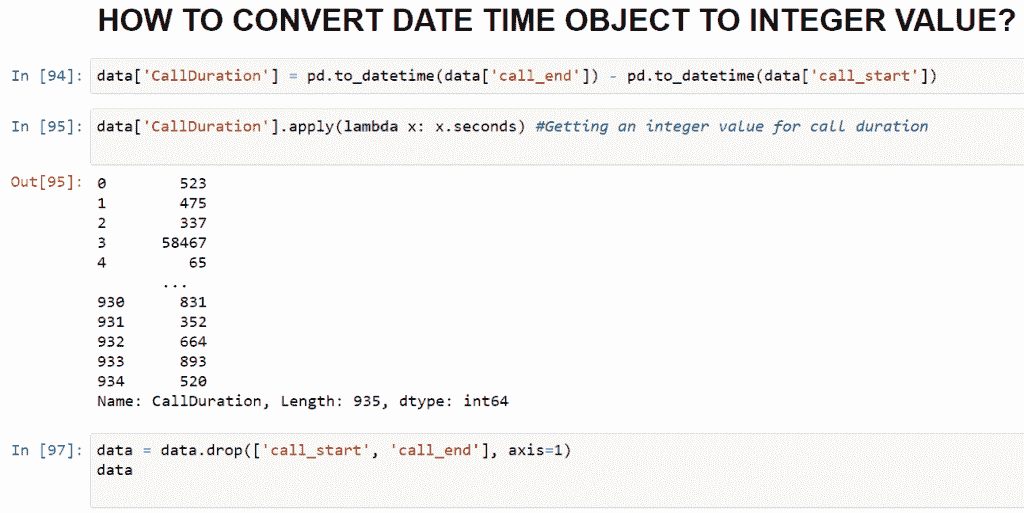 HOW TO CONVERT DATE TIME OBJECT TO INTEGER VALUE?
In [94]: data['CallDuration'] = pd.to_datetime(data['call_end']) - pd.to_datetime(data['call_start'])
In [95]: data['CallDuration'].apply(lambda x: x.seconds) #Getting an integer value for call duration
Out[95]: 0 523
1 475
2 337
3 58467
4 65
...
930 831
931 352
932 664
933 893
934 520
Name: CallDuration, Length: 935, dtype: int64
In [97]: data = data.drop(['call_start', 'call_end'], axis=1)
data